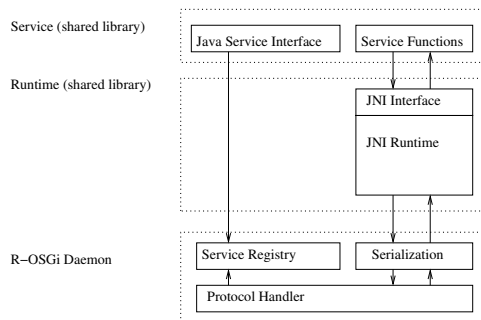 Service (shared library)
Java Service Interface
Service Functions
Runtime (shared library)
JNI Interface
JNI Runtime
R−OSGi Daemon
Service Registry
Serialization
Protocol Handler